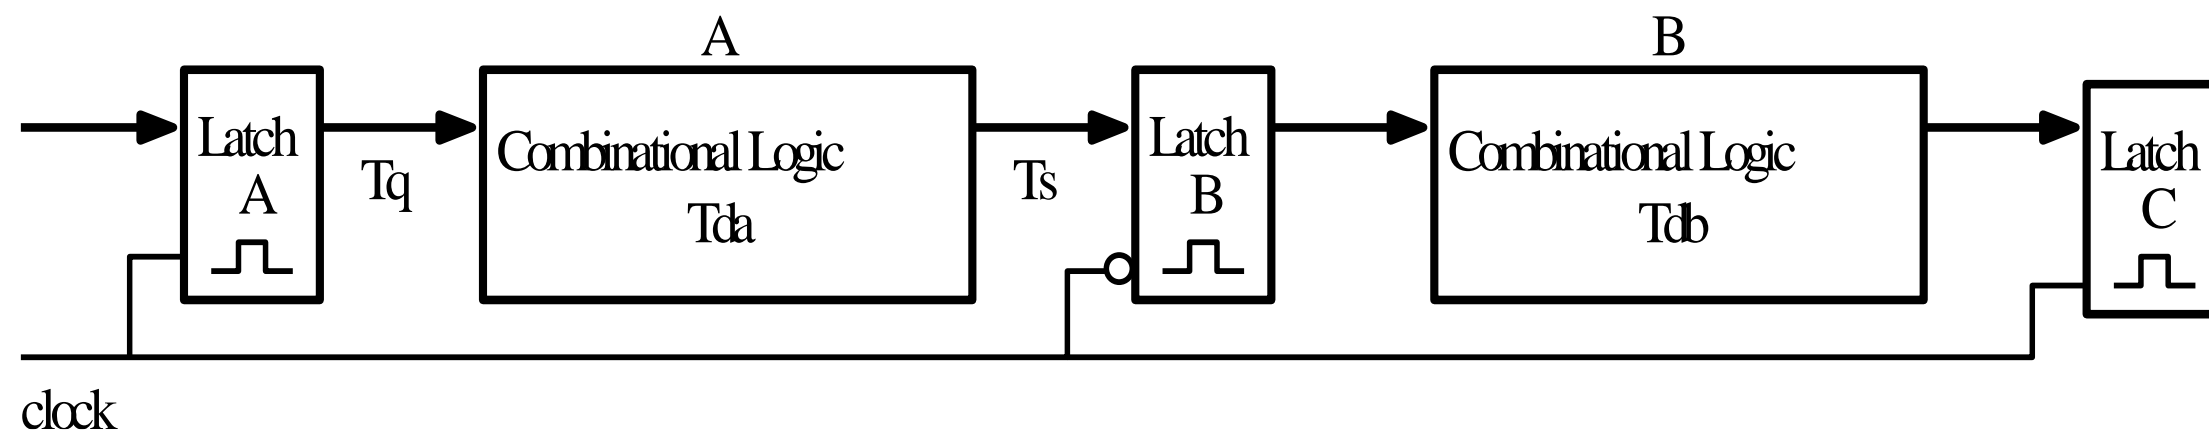 A
B
Latch
A
Tq
Combinational Logic
Tda
Ts
Latch
B
Combinational Logic
Tdb
Latch
C
clock